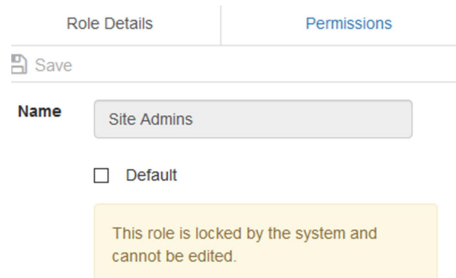 Role Details
Permissions
Save
Name
Site Admins
Default
This role is locked by the system and
cannot be edited.